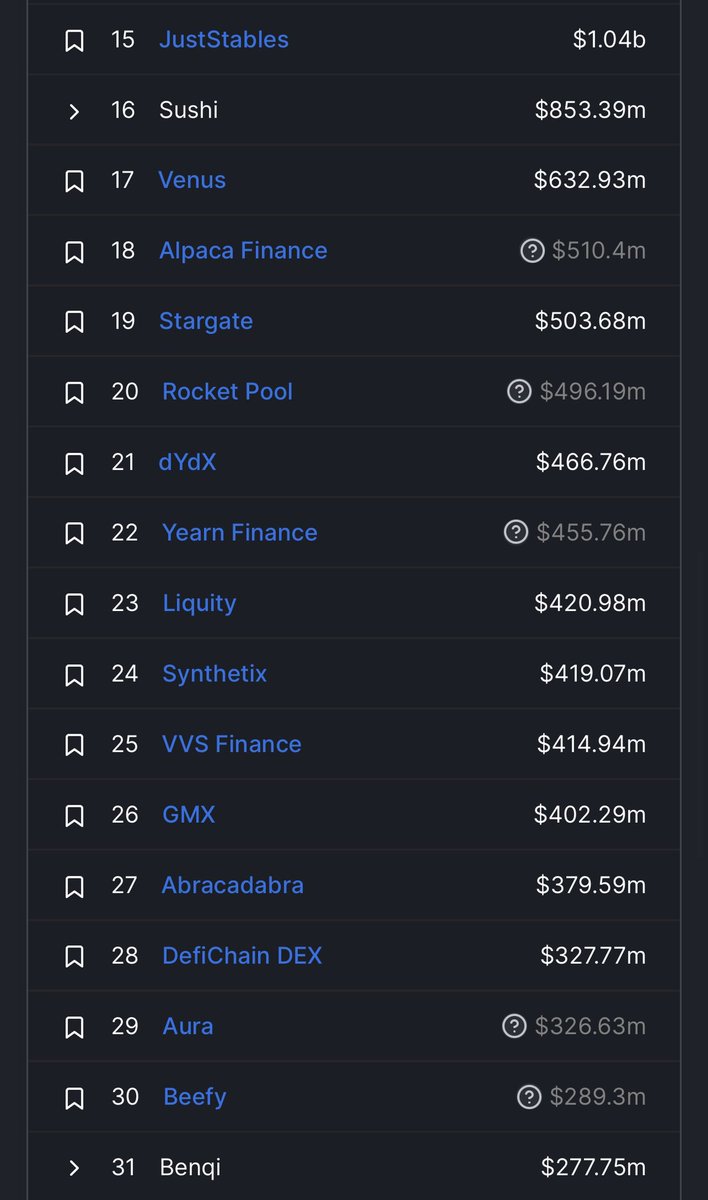 15 JustStables $1.04b
16 Sushi $853.39m
17 Venus $632.93m
18 Alpaca Finance ? $510.4m
19 Stargate $503.68m
20 Rocket Pool ? $496.19m
21 dYdX $466.76m
22 Yearn Finance ? $455.76m
23 Liquity $420.98m
24 Synthetix $419.07m
25 VVS Finance $414.94m
26 GMX $402.29m
27 Abracadabra $379.59m
28 DefiChain DEX $327.77m
29 Aura ? $326.63m
30 Beefy ? $289.3m
31 Benqi $277.75m